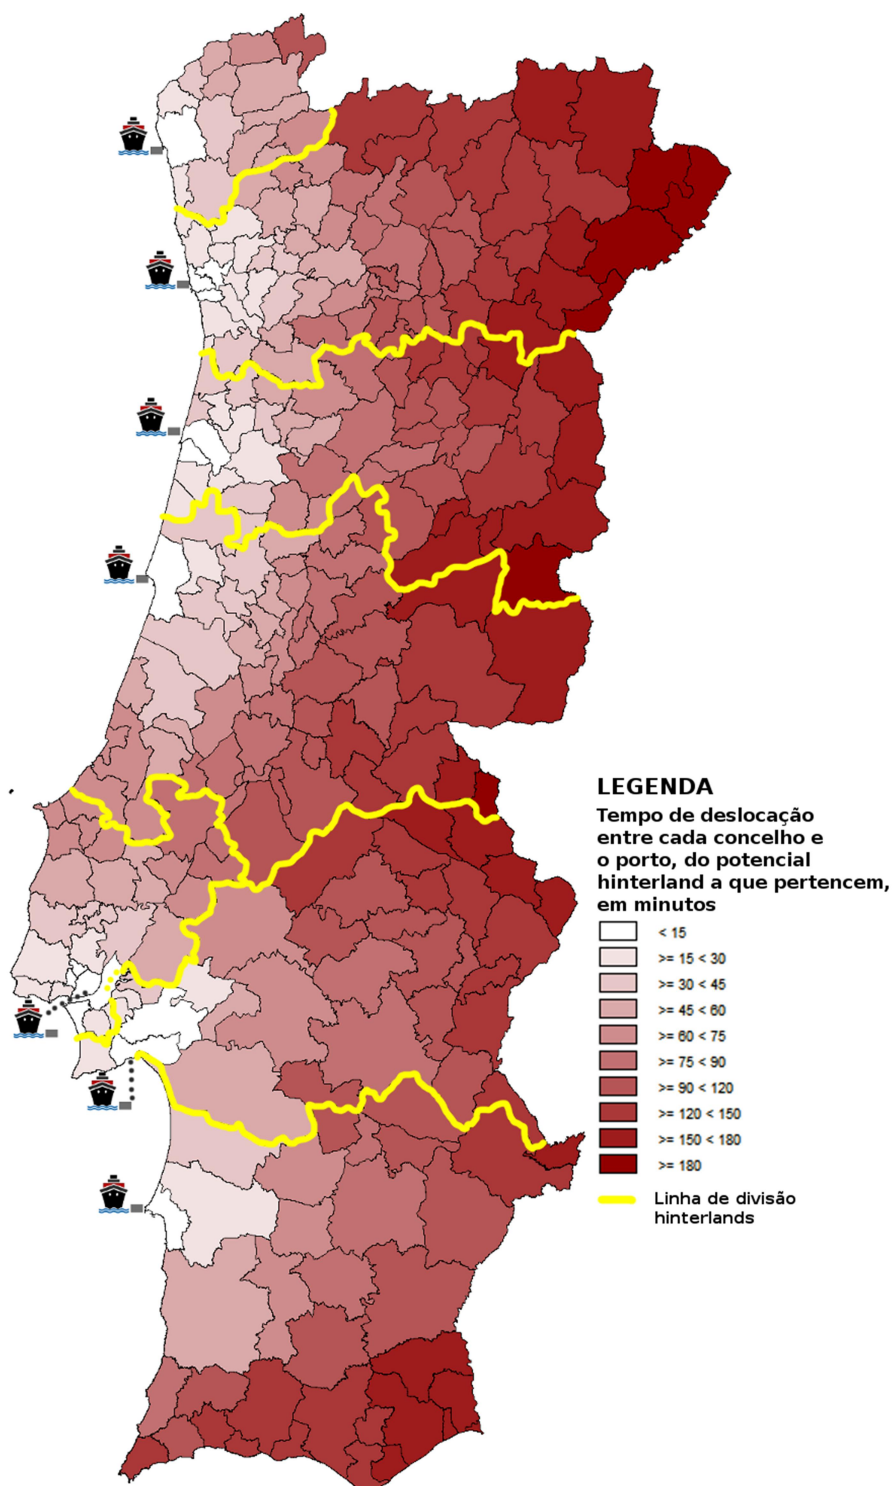 LEGENDA
Tempo de deslocação
entre cada concelho e
o porto, do potencial
hinterland a que pertencem,
em minutos
< 15
>= 15 < 30
>= 30 < 45
>= 45 < 60
>= 60 < 75
>= 75 < 90
>= 90 < 120
>= 120 < 150
>= 150 < 180
>= 180
Linha de divisão
hinterlands